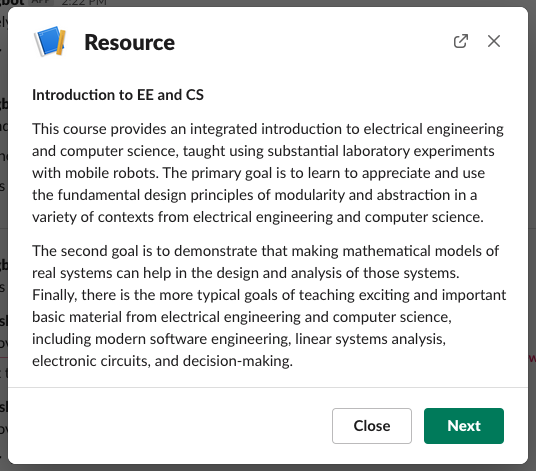 2:22 PM
Resource
Introduction to EE and CS
This course provides an integrated introduction to electrical engineering
and computer science, taught using substantial laboratory experiments
with mobile robots. The primary goal is to learn to appreciate and use
the fundamental design principles of modularity and abstraction in a
variety of contexts from electrical engineering and computer science.
The second goal is to demonstrate that making mathematical models of
real systems can help in the design and analysis of those systems.
Finally, there is the more typical goals of teaching exciting and important
basic material from electrical engineering and computer science,
including modern software engineering, linear systems analysis,
electronic circuits, and decision-making.
Close Next